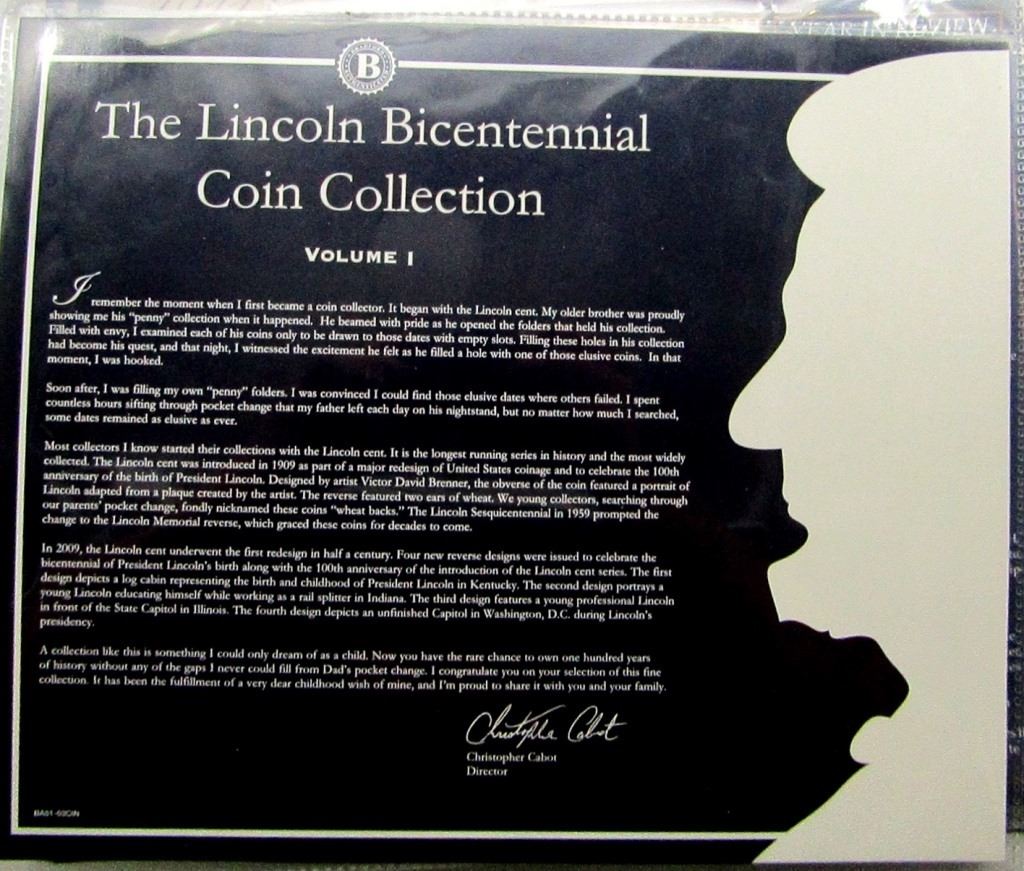 YEAR IN REVIEW
B
The Lincoln Bicentennial
Coin Collection
VOLUME I
I remember the moment when I first became a coin collector. It began with the Lincoln cent. My older brother was proudly
showing me his "penny" collection when it happened. He beamed with pride as he opened the folders that held his collection.
Filled with envy, I examined each of his coins only to be drawn to those dates with empty slots. Filling these holes in his collection
had become his quest, and that night, I witnessed the excitement he felt as he filled a hole with one of those elusive coins. In that
moment, I was hooked.
Soon after, I was filling my own "penny" folders. I was convinced I could find those elusive dates where others failed. I spent
countless hours sifting through pocket change that my father left each day on his nightstand, but no matter how much I searched,
some dates remained as elusive as ever.
Most collectors I know started their collections with the Lincoln cent. It is the longest running series in history and the most widely
collected. The Lincoln cent was introduced in 1909 as part of a major redesign of United States coinage and to celebrate the 100th
anniversary of the birth of President Lincoln. Designed by artist Victor David Brenner, the obverse of the coin featured a portrait of
Lincoln adapted from a plaque created by the artist. The reverse featured two ears of wheat. We young collectors, searching through
our parents' pocket change, fondly nicknamed these coins "wheat backs." The Lincoln Sesquicentennial in 1959 prompted the
change to the Lincoln Memorial reverse, which graced these coins for decades to come.
In 2009, the Lincoln cent underwent the first redesign in half a century. Four new reverse designs were issued to celebrate the
bicentennial of President Lincoln's birth along with the 100th anniversary of the introduction of the Lincoln cent series. The first
design depicts a log cabin representing the birth and childhood of President Lincoln in Kentucky. The second design portrays a
young Lincoln educating himself while working as a rail splitter in Indiana. The third design features a young professional Lincoln
in front of the State Capitol in Illinois. The fourth design depicts an unfinished Capitol in Washington, D.C. during Lincoln's
presidency.
A collection like this is something I could only dream of as a child. Now you have the rare chance to own one hundred years
of history without any of the gaps I never could fill from Dad's pocket change. I congratulate you on your selection of this fine
collection. It has been the fulfillment of a very dear childhood wish of mine, and I'm proud to share it with you and your family.
Christopher Cabot
Christopher Cabot
Director